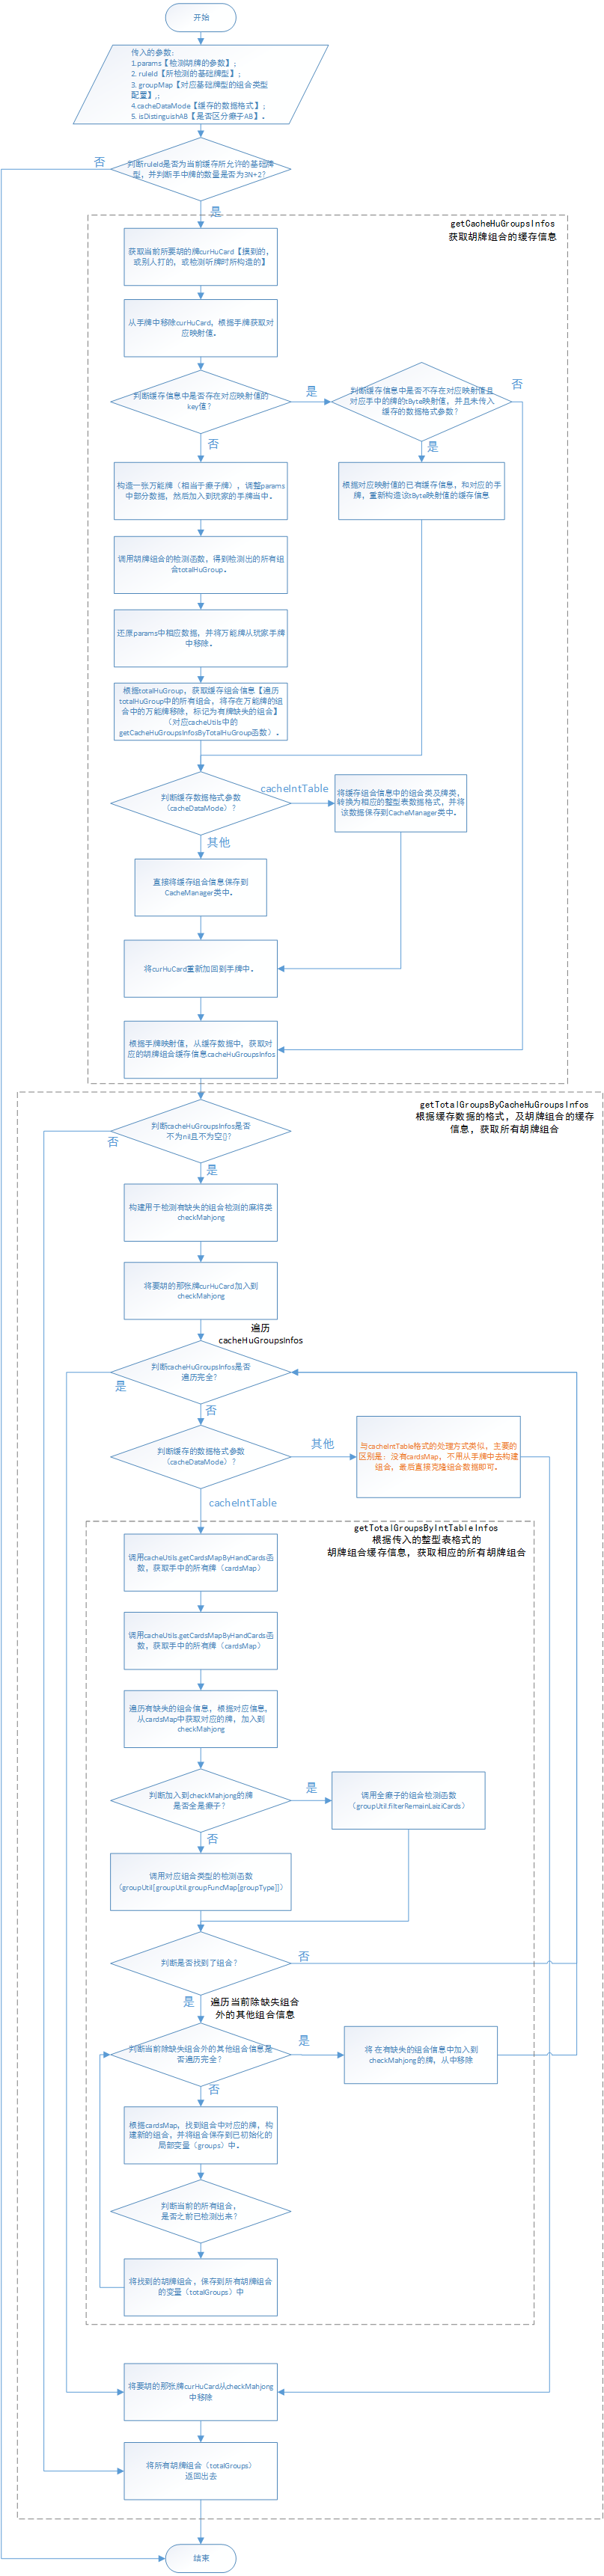 开始
传入的参数:
1.params【检测胡牌的参数】;
2. ruleId【所检测的基础牌型】;
3. groupMap【对应基础牌型的组合类型
配置】,;
4.cacheDataMode【缓存的数据格式】;
5. isDistinguishAB【是否区分癞子AB】.
否
判断ruleId是否为当前缓存所允许的基础牌
型，并判断手中牌的数量是否为3N+2?
是
getCacheHuGroupsInfos
获取胡牌组合的缓存信息
获取当前所要胡的牌curHuCard【摸到的，
或别人打的，或检测听牌时所构造的】
从手牌中移除curHuCard，根据手牌获取对
应映射值。
判断缓存信息中是否存在对应映射值的
key值？
是
判断缓存信息中是否不存在对应映射值且
对应手中的牌的tByte映射值，并且未传入
缓存的数据格式参数？
否
否
是
构造一张万能牌（相当于癞子牌），调整params
中部分数据，然后加入到玩家的手牌当中。
根据对应映射值的已有缓存信息，和对应的手
牌，重新构造该tByte映射值的缓存信息
调用胡牌组合的检测函数，得到检测出的所有组
合totalHuGroup。
还原params中相应数据，并将万能牌从玩家手牌
中移除。
根据totalHuGroup，获取缓存组合信息【遍历
totalHuGroup中的所有组合，将存在万能牌的组
合中的万能牌移除，标记为有牌缺失的组合】
（对应cacheUtils中的
getCacheHuGroupsInfosByTotalHuGroup函数）.
判断缓存数据格式参数
（cacheDataMode）？
cacheIntTable
将缓存组合信息中的组合类及牌类，
转换为相应的整型表数据格式，并将
该数据保存到CacheManager类中。
其他
直接将缓存组合信息保存到
CacheManager类中。
将curHuCard重新加回到手牌中。
根据手牌映射值，从缓存数据中，获取对
应的胡牌组合缓存信息cacheHuGroupsInfos
getTotalGroupsByCacheHuGroupsInfos
根据缓存数据的格式，及胡牌组合的缓存
信息，获取所有胡牌组合
判断cacheHuGroupsInfos是否
不为nil且不为空{}?
否
是
构建用于检测有缺失的组合检测的麻将类
checkMahjong
将要胡的那张牌curHuCard加入到
checkMahjong
遍历
cacheHuGroupsInfos
判断cacheHuGroupsInfos是否
遍历完全？
是
否
判断缓存的数据格式参数
（cacheDataMode）？
其他
与cacheIntTable格式的处理方式类似，主要的
区别是：没有cardsMap，不用从手牌中去构建
组合，最后直接克隆组合数据即可。
cacheIntTable
getTotalGroupsByIntTableInfos
根据传入的整型表格式的
胡牌组合缓存信息，获取相应的所有胡牌组合
调用cacheUtils.getCardsMapByHandCards函
数，获取手中的所有牌（cardsMap）
调用cacheUtils.getCardsMapByHandCards函
数，获取手中的所有牌（cardsMap）
遍历有缺失的组合信息，根据对应信息，
从cardsMap中获取对应的牌，加入到
checkMahjong
判断加入到checkMahjong的牌
是否全是癞子？
是
调用全癞子的组合检测函数
（groupUtil.filterRemainLaiziCards）
否
调用对应组合类型的检测函数
（groupUtil[groupUtil.groupFuncMap[groupType]]）
判断是否找到了组合？
否
是
遍历当前除缺失组合
外的其他组合信息
判断当前除缺失组合外的其他组合信息是
否遍历完全？
是
将 在有缺失的组合信息中加入到
checkMahjong的牌，从中移除
否
根据cardsMap，找到组合中对应的牌，构
建新的组合，并将组合保存到已初始化的
局部变量（groups）中。
判断当前的所有组合，
是否之前已检测出来？
将找到的胡牌组合，保存到所有胡牌组合
的变量（totalGroups）中
将要胡的那张牌curHuCard从checkMahjong
中移除
将所有胡牌组合（totalGroups）
返回出去
结束